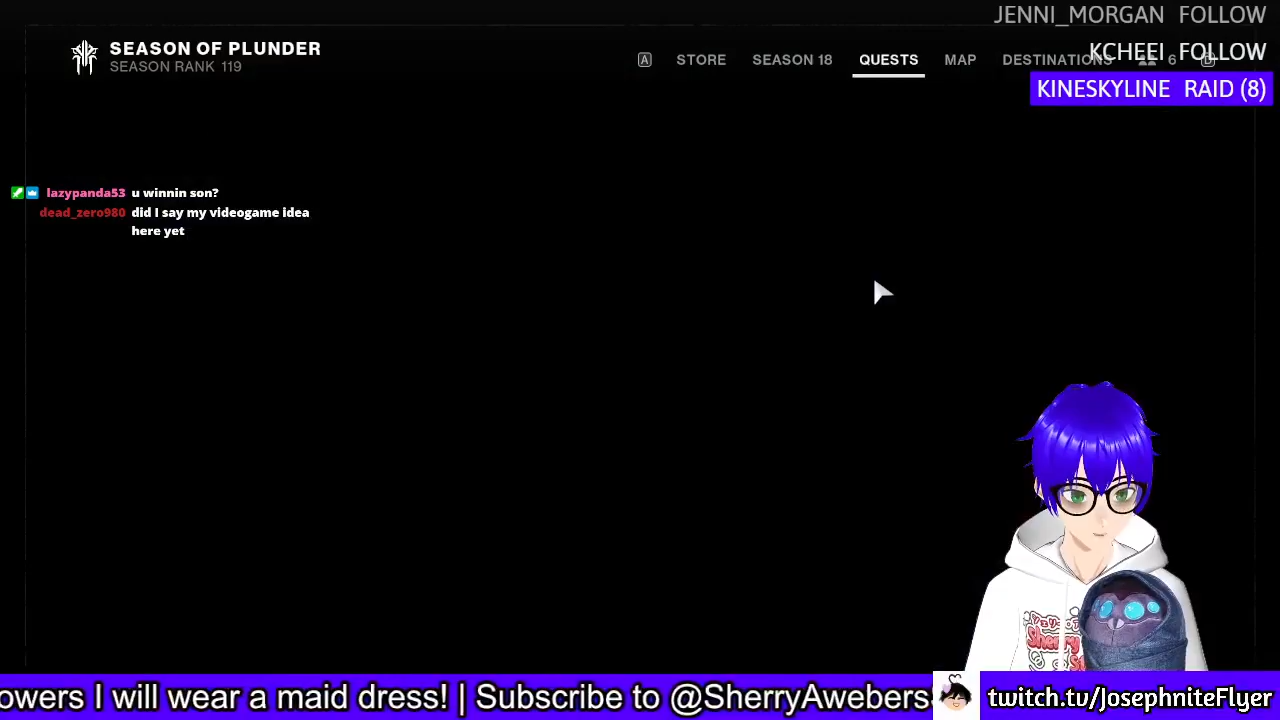 JENNI_MORGAN FOLLOW
SEASON OF PLUNDER
SEASON RANK 119
A STORE SEASON 18 QUESTS MAP DESTINATIONS 6 D
KCHEEI FOLLOW
KINESKYLINE RAID (8)
lazypanda53 u winnin son?
dead_zero980 did I say my videogame idea
here yet
Sherry
owers I will wear a maid dress! | Subscribe to @SherryAwebers
twitch.tv/JosephniteFlyer